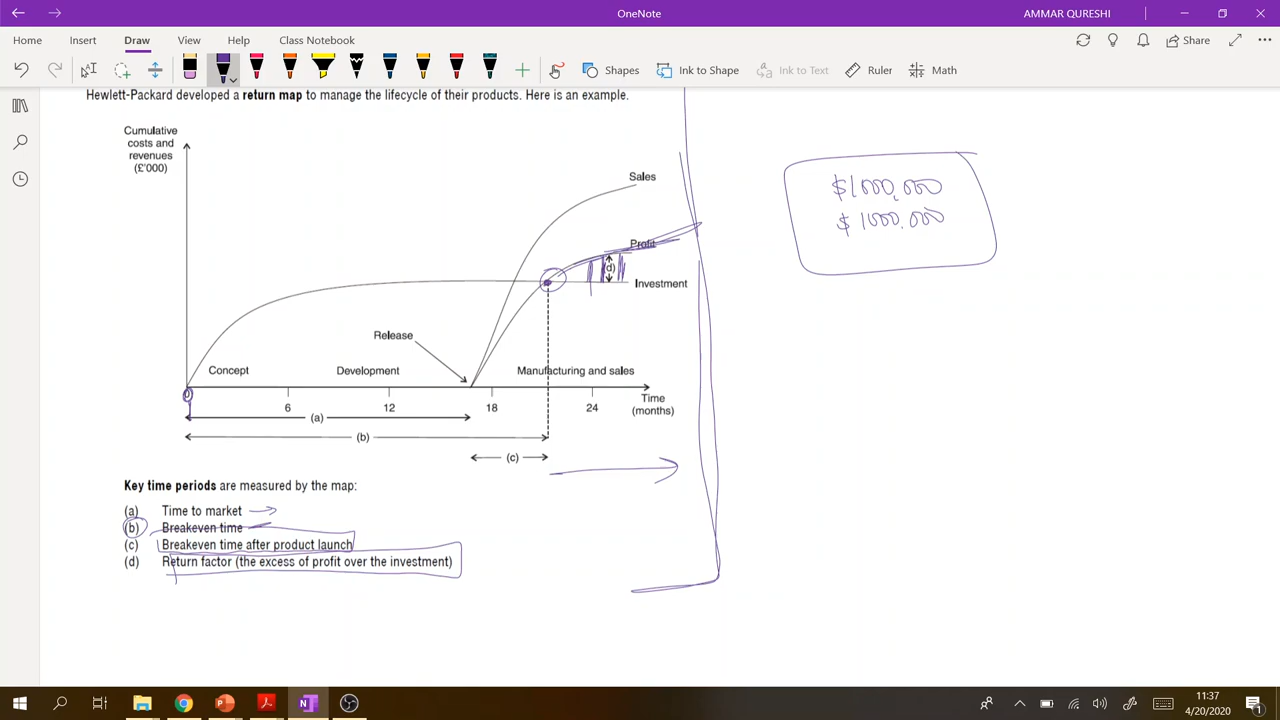 OneNote
AMMAR QURESHI
Home
Insert
Draw
View
Help
Class Notebook
Share
Shapes
Ink to Shape
Ink to Text
Ruler
Math
Hewlett-Packard developed a return map to manage the lifecycle of their products. Here is an example.
Cumulative
costs and
revenues
(£'000)
$1000,000
$1000.000
Sales
Profit
(d)
Investment
Release
Concept
Development
Manufacturing and sales
0
6
12
18
24
Time
(months)
(a)
(b)
(c)
Key time periods are measured by the map:
(a) Time to market
(b) Breakeven time
(c) Breakeven time after product launch
(d) Return factor (the excess of profit over the investment)
11:37
4/20/2020